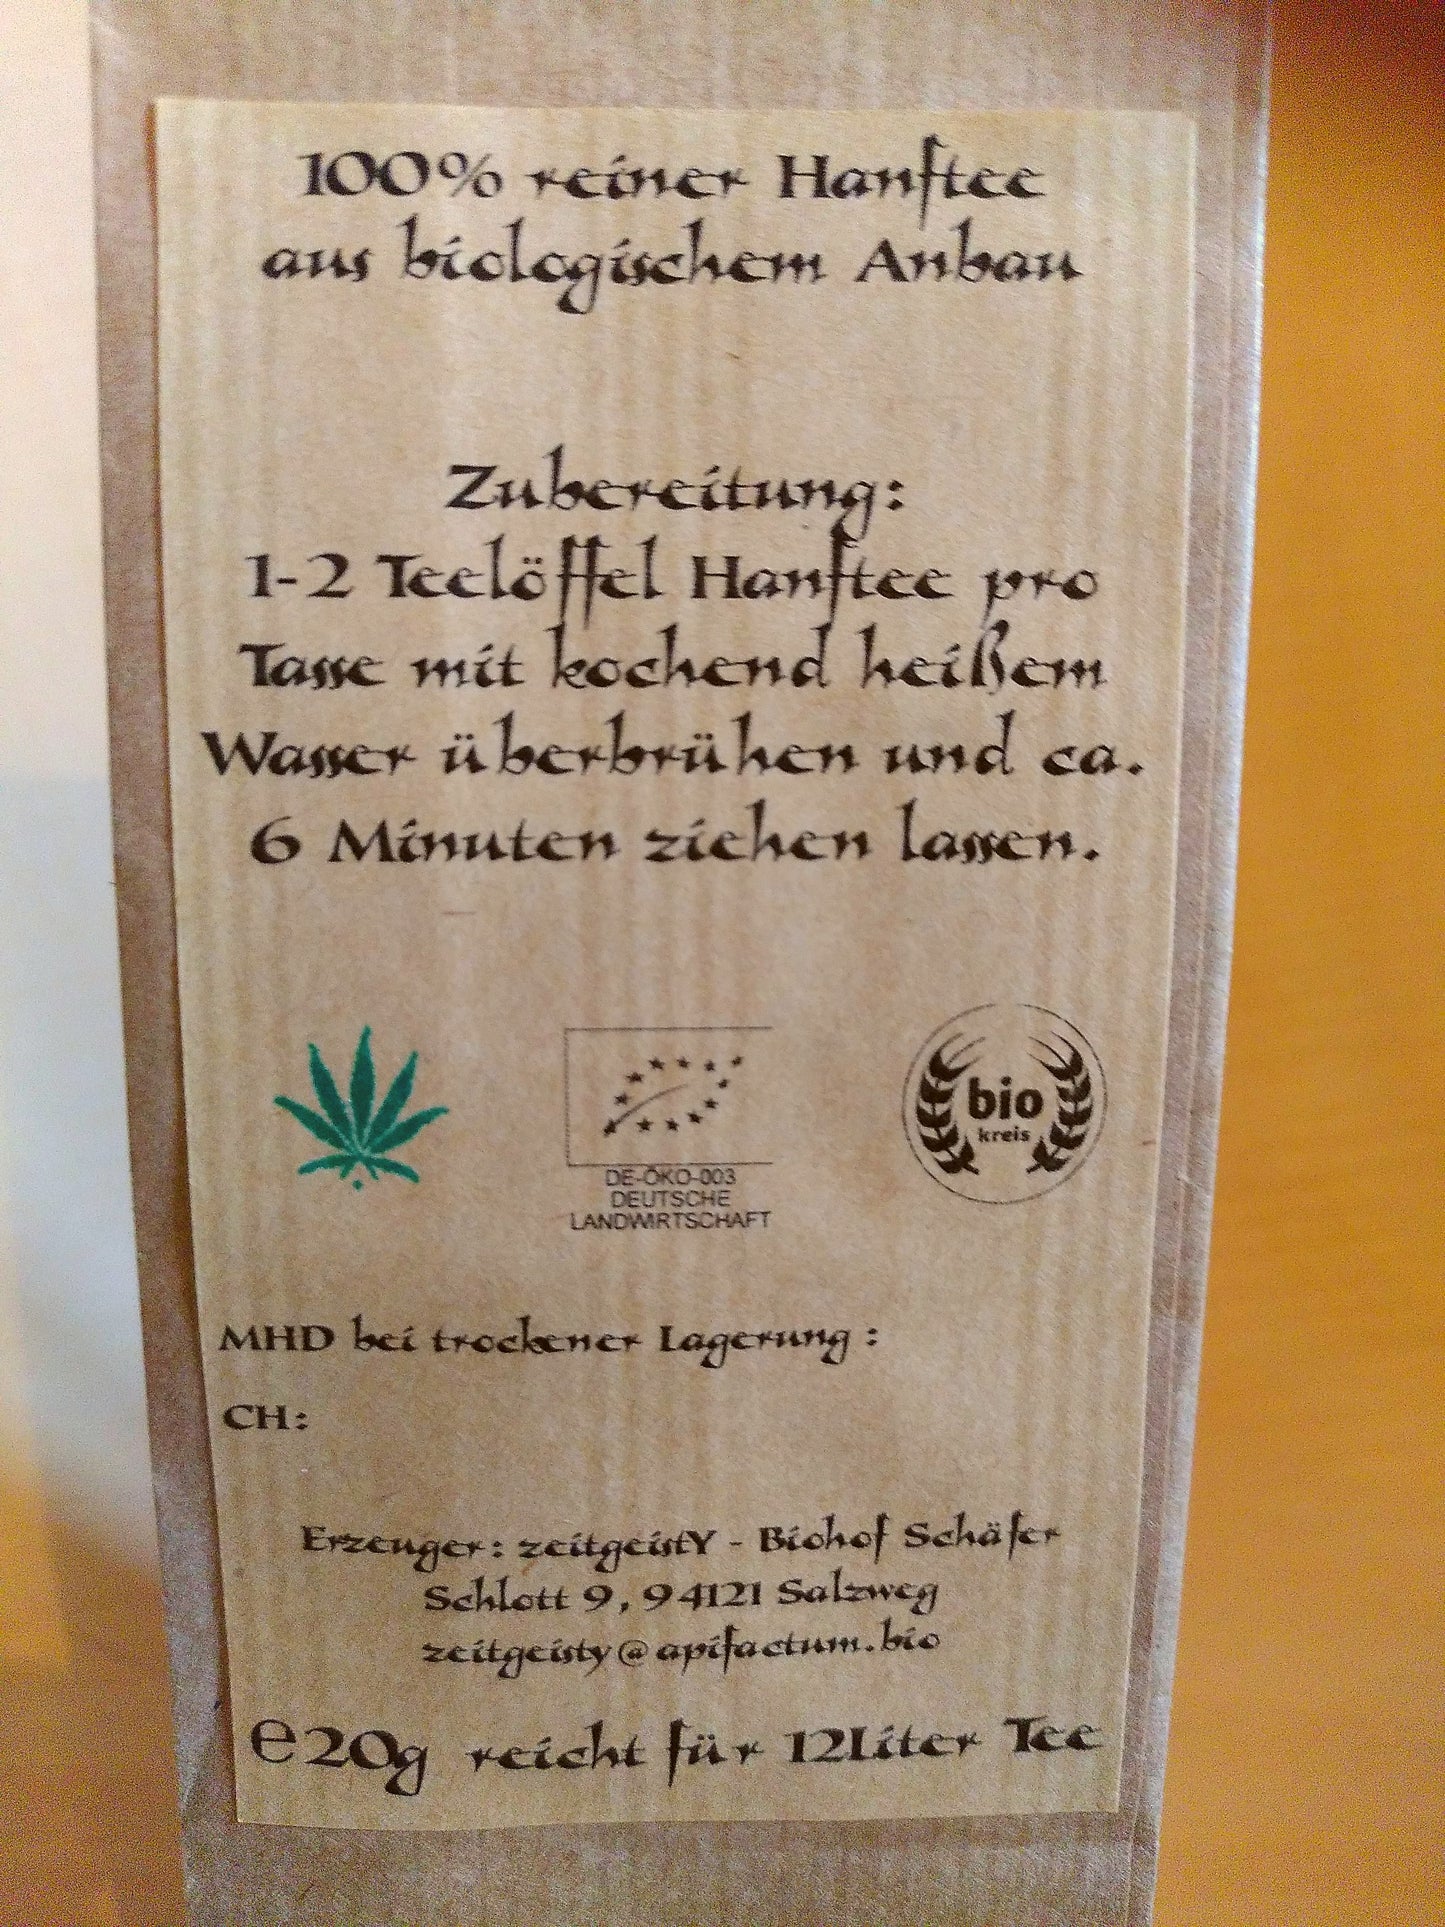 100% reiner Hanftee
aus biologischem Anbau
Zubereitung:
1-2 Teelöffel Hanftee pro
Tasse mit kochend heißem
Wasser überbrühen und ca.
6 Minuten ziehen lassen.
bio
kreis
DE-ÖKO-003
DEUTSCHE
LANDWIRTSCHAFT
MHD bei trockener Lagerung :
CH:
Erzeuger: zeitgeistY - Biohof Schäfer
Schlott 9, 94121 Salzweg
zeitgeisty@apifactum.bio
℮20g reicht für 12Liter Tee